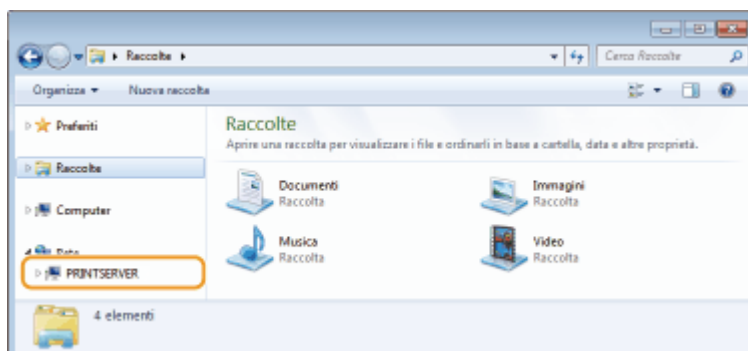 Raccolte
Cerca Raccolte
Organizza
Nuova raccolta
Preferiti
Raccolte
Computer
Rete
PRINTSERVER
Raccolte
Aprire una raccolta per visualizzare i file e ordinarli in base a cartella, data e altre proprietà.
Documenti
Raccolta
Immagini
Raccolta
Musica
Raccolta
Video
Raccolta
4 elementi